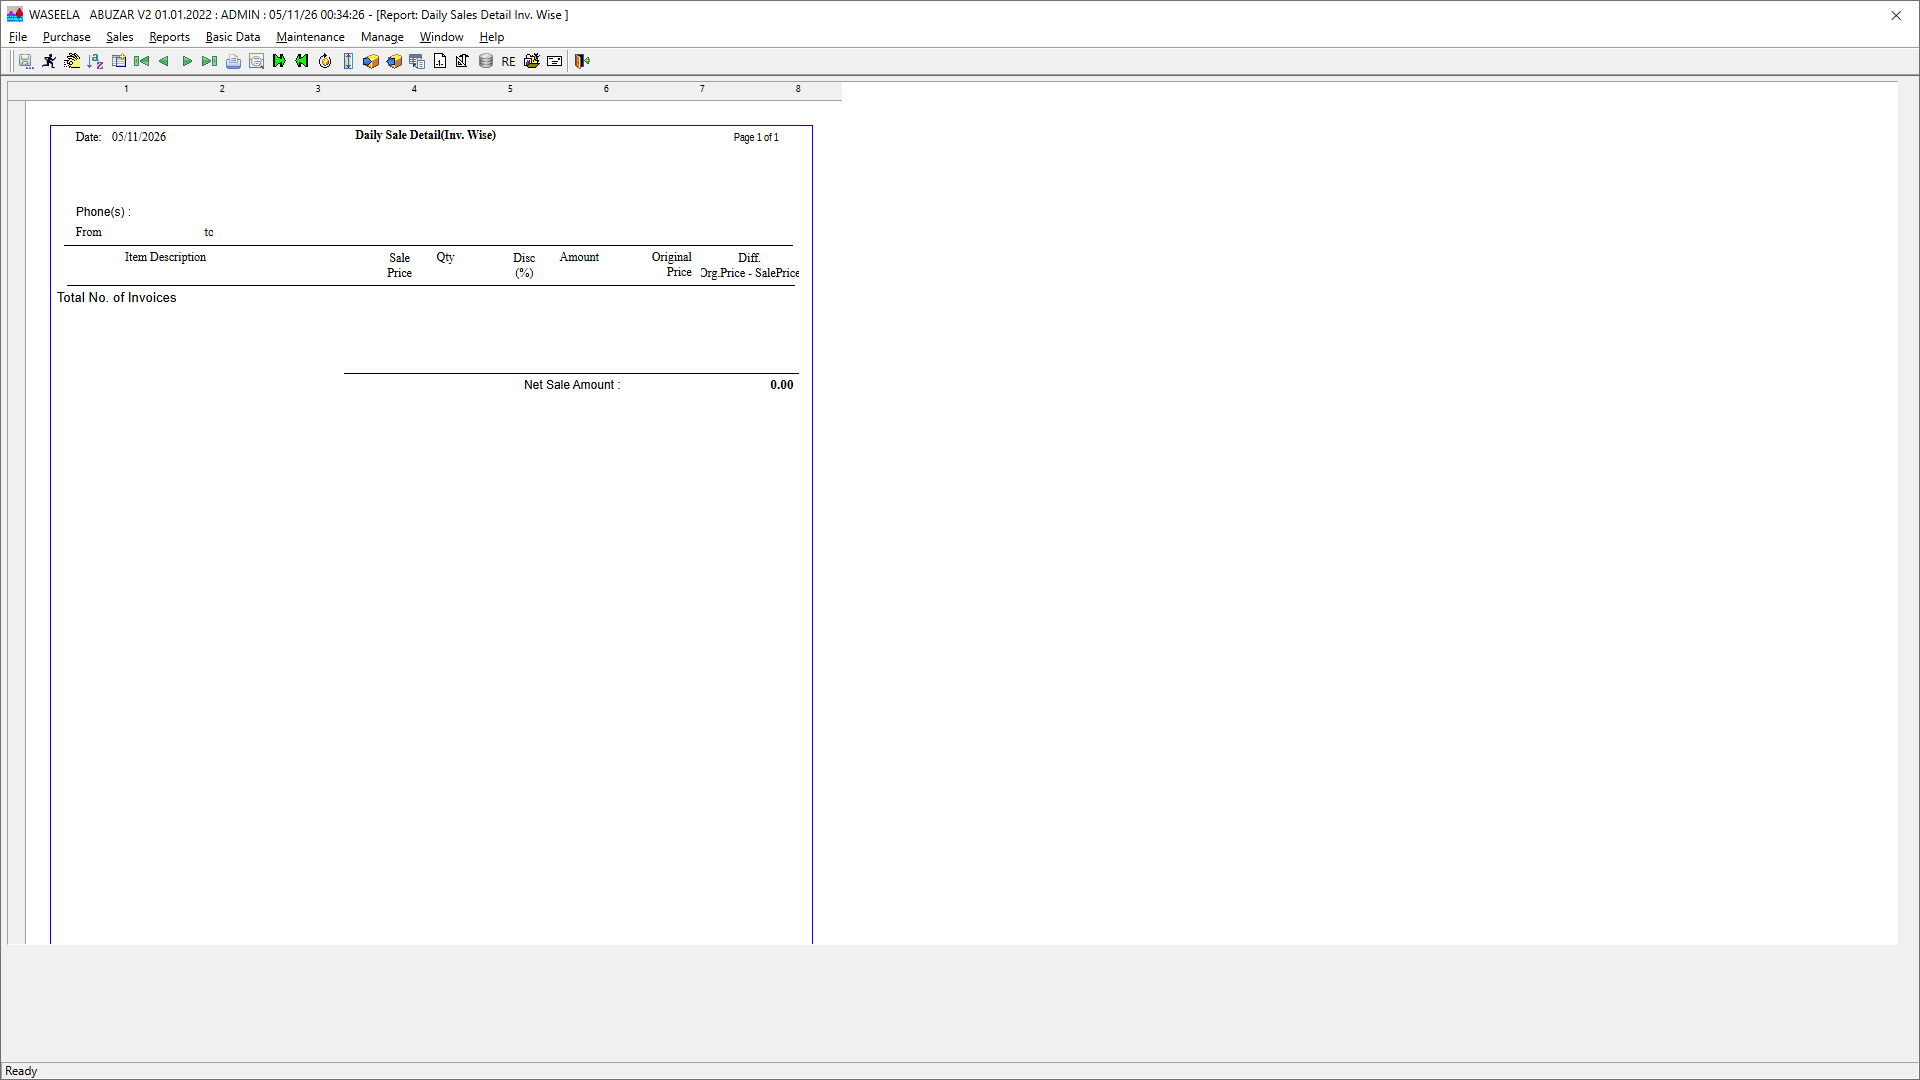 WASEELA ABUZAR V2 01.01.2022 : ADMIN : 05/11/26 00:34:26 - [Report: Daily Sales Detail Inv. Wise ]
File Purchase Sales Reports Basic Data Maintenance Manage Window Help
RE
1 2 3 4 5 6 7 8
Date: 05/11/2026 Daily Sale Detail(Inv. Wise) Page 1 of 1
Phone(s) :
From to
Item Description Sale Price Qty Disc (%) Amount Original Price Diff. Org.Price - SalePrice
Total No. of Invoices
Net Sale Amount : 0.00
Ready